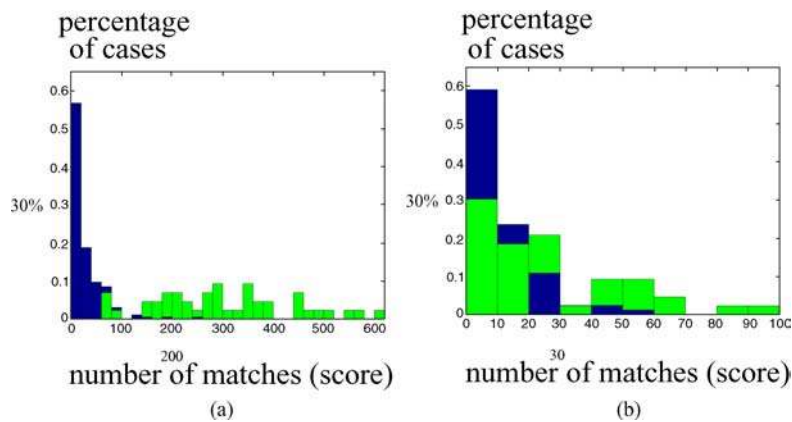 percentage
of cases
0.6
0.5
0.4
30%
0.3
0.2
0.1
0
0 100 200 300 400 500 600
200
number of matches (score)
(a)
percentage
of cases
0.6
0.5
0.4
30%
0.3
0.2
0.1
0
0 10 20 30 40 50 60 70 80 90 100
30
number of matches (score)
(b)